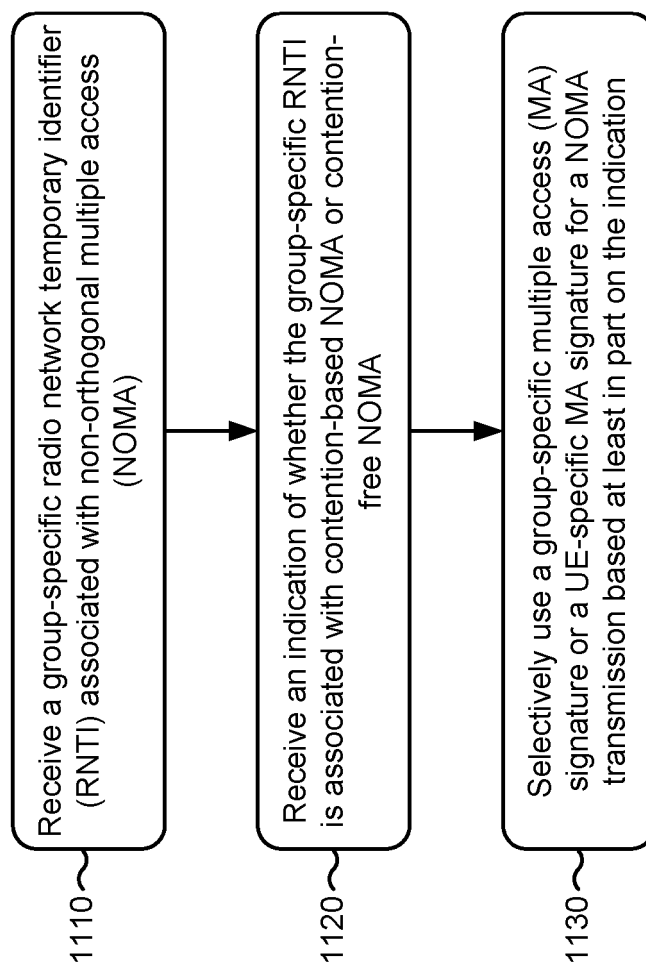 1110
Receive a group-specific radio network temporary identifier
(RNTI) associated with non-orthogonal multiple access
(NOMA)
1120
Receive an indication of whether the group-specific RNTI
is associated with contention-based NOMA or contention-
free NOMA
1130
Selectively use a group-specific multiple access (MA)
signature or a UE-specific MA signature for a NOMA
transmission based at least in part on the indication